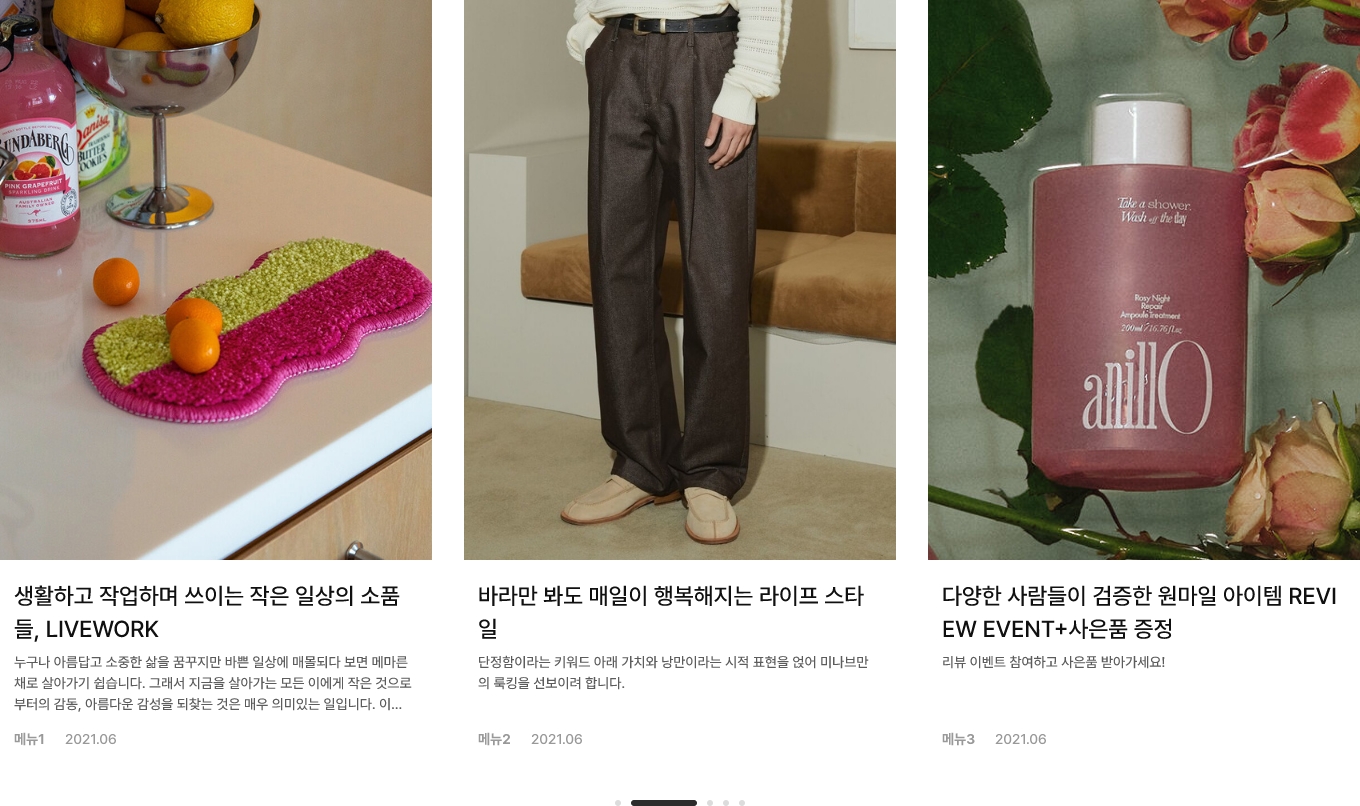 UNDABERG
PINK GRAPEFRUIT
SPARKLING DRINK
AUSTRALIAN
FAMILY OWNED
375mL
Danisa
BUTTER
COOKIES
Take a shower.
Wash off the day
Rosy Night
Repair
Ampoule Treatment
200ml / 16.76fl.oz
anillO
생활하고 작업하며 쓰이는 작은 일상의 소품
들, LIVEWORK
누구나 아름답고 소중한 삶을 꿈꾸지만 바쁜 일상에 매몰되다 보면 메마른
채로 살아가기 쉽습니다. 그래서 지금을 살아가는 모든 이에게 작은 것으로
부터의 감동, 아름다운 감성을 되찾는 것은 매우 의미있는 일입니다. 이...
메뉴1 2021.06
바라만 봐도 매일이 행복해지는 라이프 스타
일
단정함이라는 키워드 아래 가치와 낭만이라는 시적 표현을 얹어 미나브만
의 룩킹을 선보이려 합니다.
메뉴2 2021.06
다양한 사람들이 검증한 원마일 아이템 REVI
EW EVENT+사은품 증정
리뷰 이벤트 참여하고 사은품 받아가세요!
메뉴3 2021.06